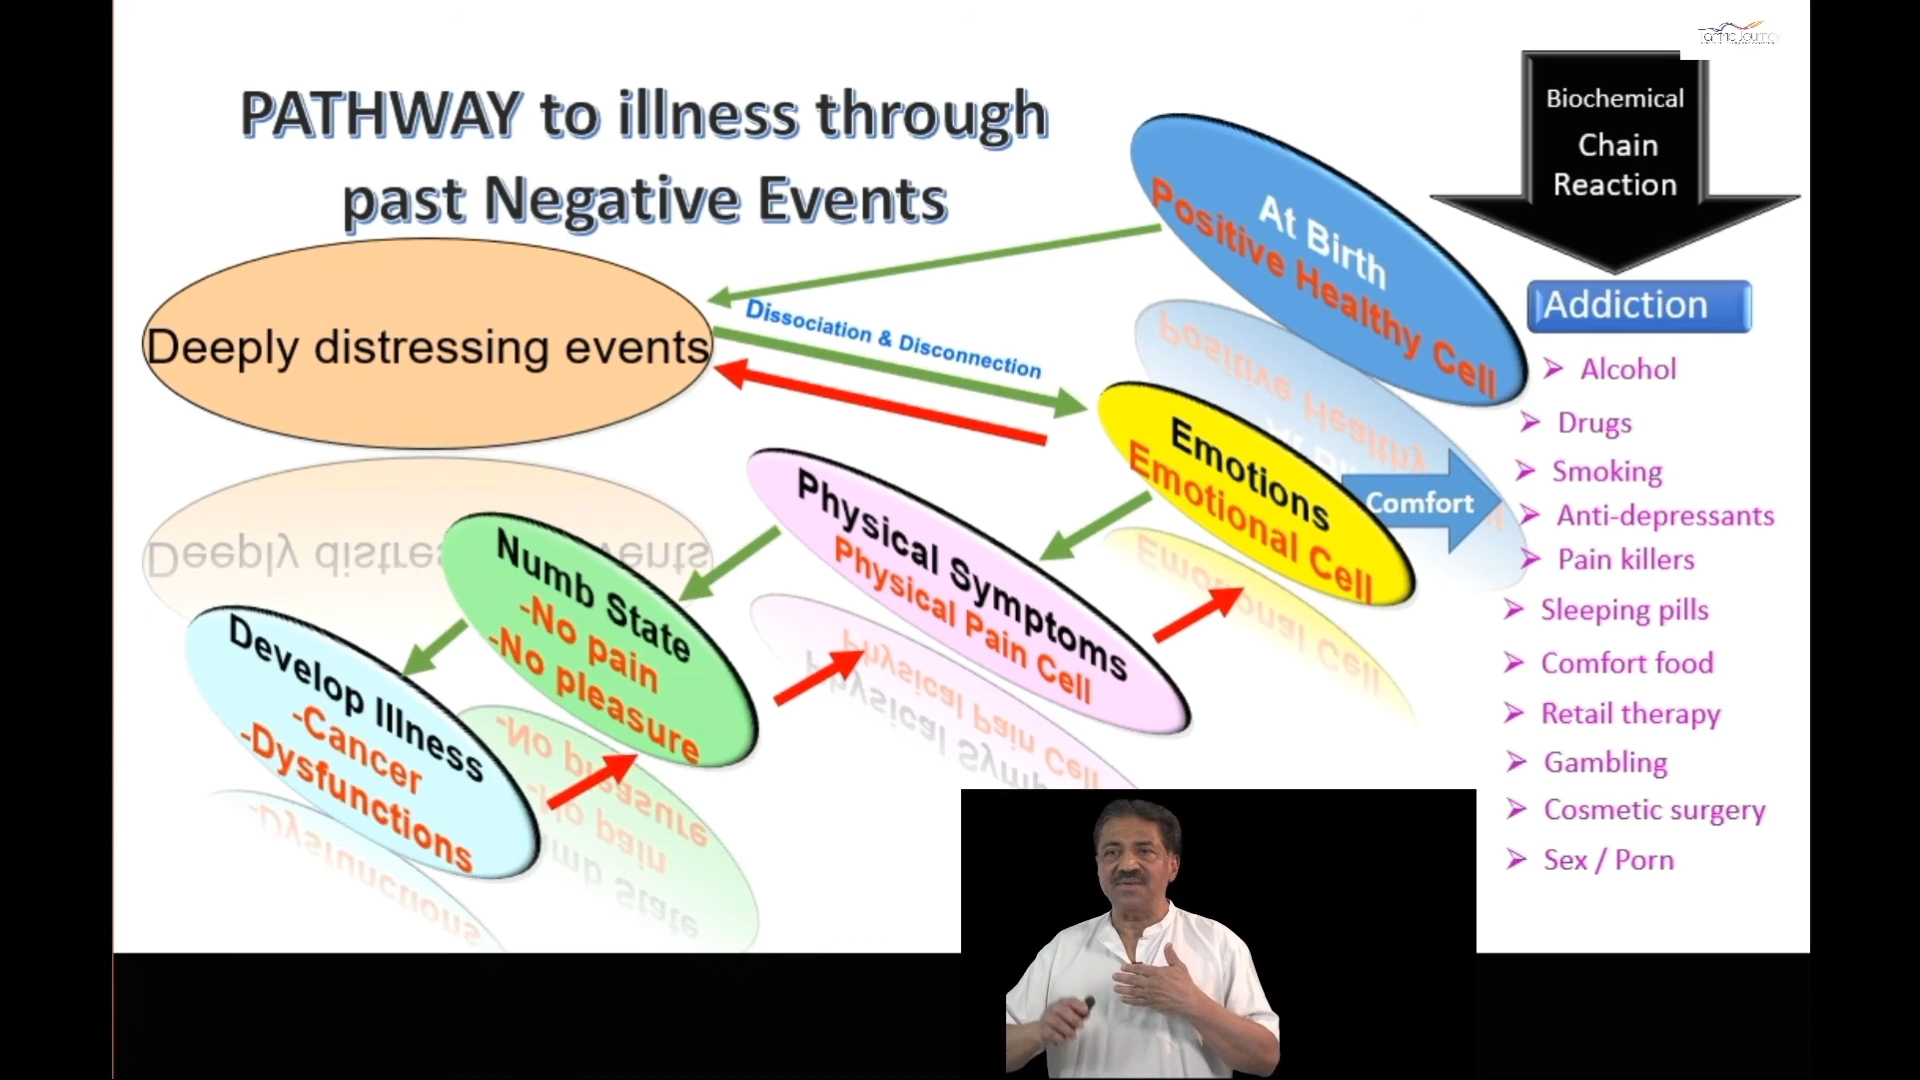 Tantric Journey
PATHWAY to illness through
past Negative Events
Biochemical
Chain
Reaction
At Birth
Positive Healthy Cell
Deeply distressing events
Dissociation & Disconnection
Emotions
Emotional Cell
Comfort
Physical Symptoms
Physical Pain Cell
Numb State
-No pain
-No pleasure
Develop Illness
-Cancer
-Dysfunctions
Addiction
Alcohol
Drugs
Smoking
Anti-depressants
Pain killers
Sleeping pills
Comfort food
Retail therapy
Gambling
Cosmetic surgery
Sex / Porn